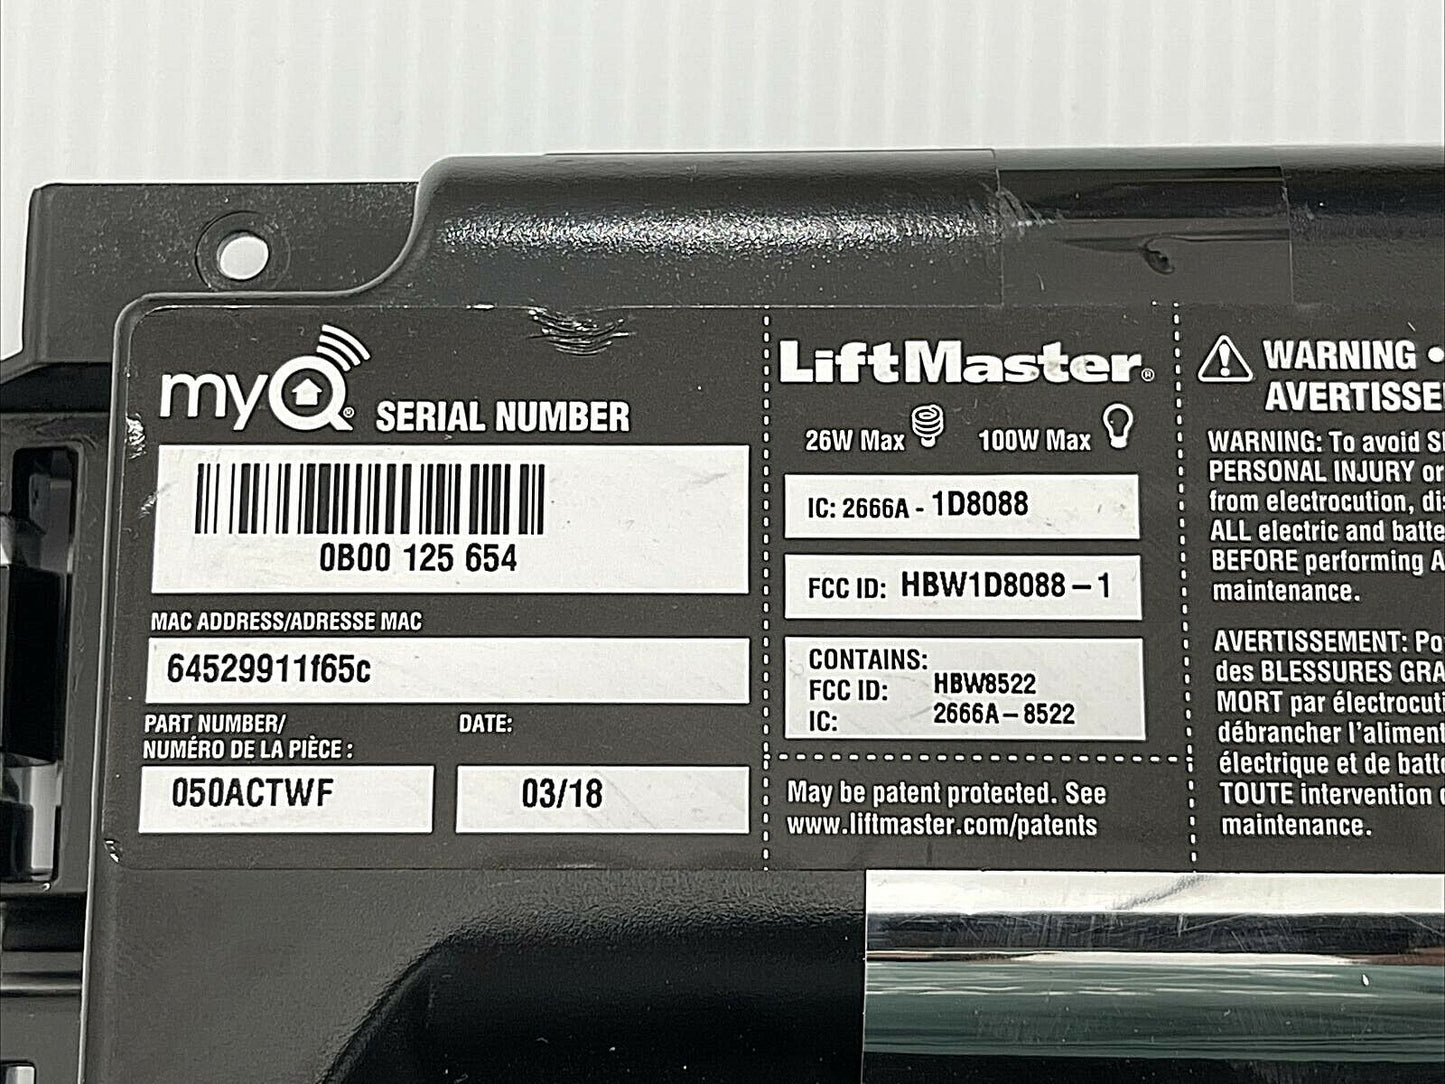 myQ® SERIAL NUMBER
0B00 125 654
MAC ADDRESS/ADRESSE MAC
64529911f65c
PART NUMBER/
NUMÉRO DE LA PIÈCE :
050ACTWF
DATE:
03/18
LiftMaster®
26W Max 100W Max
IC: 2666A - 1D8088
FCC ID: HBW1D8088 – 1
CONTAINS:
FCC ID: HBW8522
IC: 2666A – 8522
May be patent protected. See
www.liftmaster.com/patents
WARNING •
WARNING: To avoid
PERSONAL INJURY or
from electrocution,
ALL electric and
BEFORE performing
maintenance.
AVERTISSEMENT:
des BLESSURES
MORT par
débrancher
électrique et de
TOUTE intervention
maintenance.